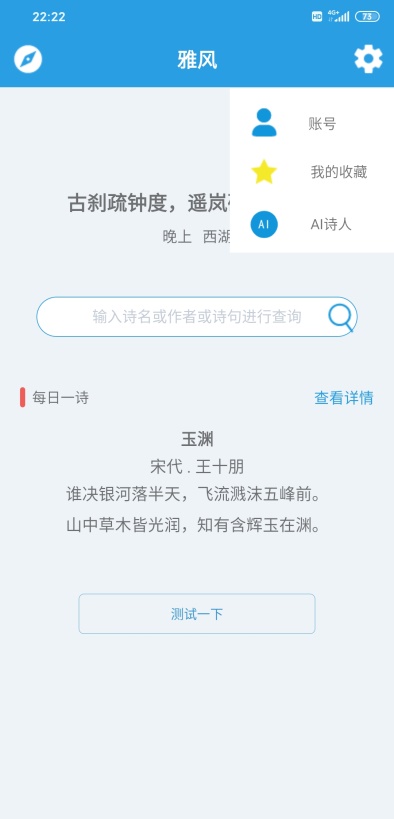 22:22
HD 4G+ 73
雅风
账号
我的收藏
AI AI诗人
古刹疏钟度，遥岚
晚上 西湖
输入诗名或作者或诗句进行查询
每日一诗 查看详情
玉渊
宋代 . 王十朋
谁决银河落半天，飞流溅沫五峰前。
山中草木皆光润，知有含辉玉在渊。
测试一下